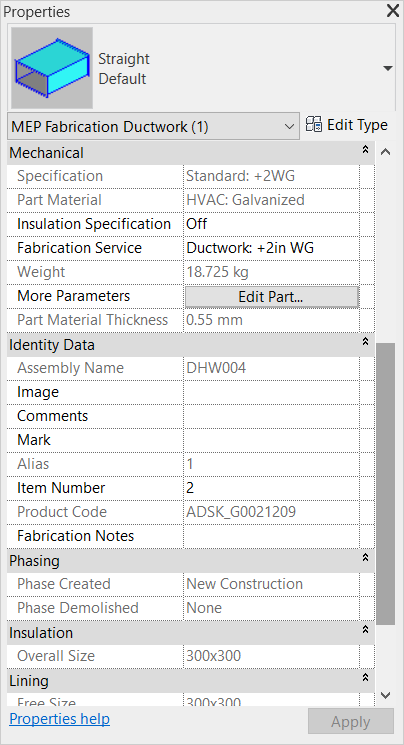 Properties
Straight
Default
MEP Fabrication Ductwork (1)
Edit Type
Mechanical
Specification Standard: +2WG
Part Material HVAC: Galvanized
Insulation Specification Off
Fabrication Service Ductwork: +2in WG
Weight 18.725 kg
More Parameters Edit Part...
Part Material Thickness 0.55 mm
Identity Data
Assembly Name DHW004
Image
Comments
Mark
Alias 1
Item Number 2
Product Code ADSK_G0021209
Fabrication Notes
Phasing
Phase Created New Construction
Phase Demolished None
Insulation
Overall Size 300x300
Lining
Free Size 300x300
Properties help
Apply